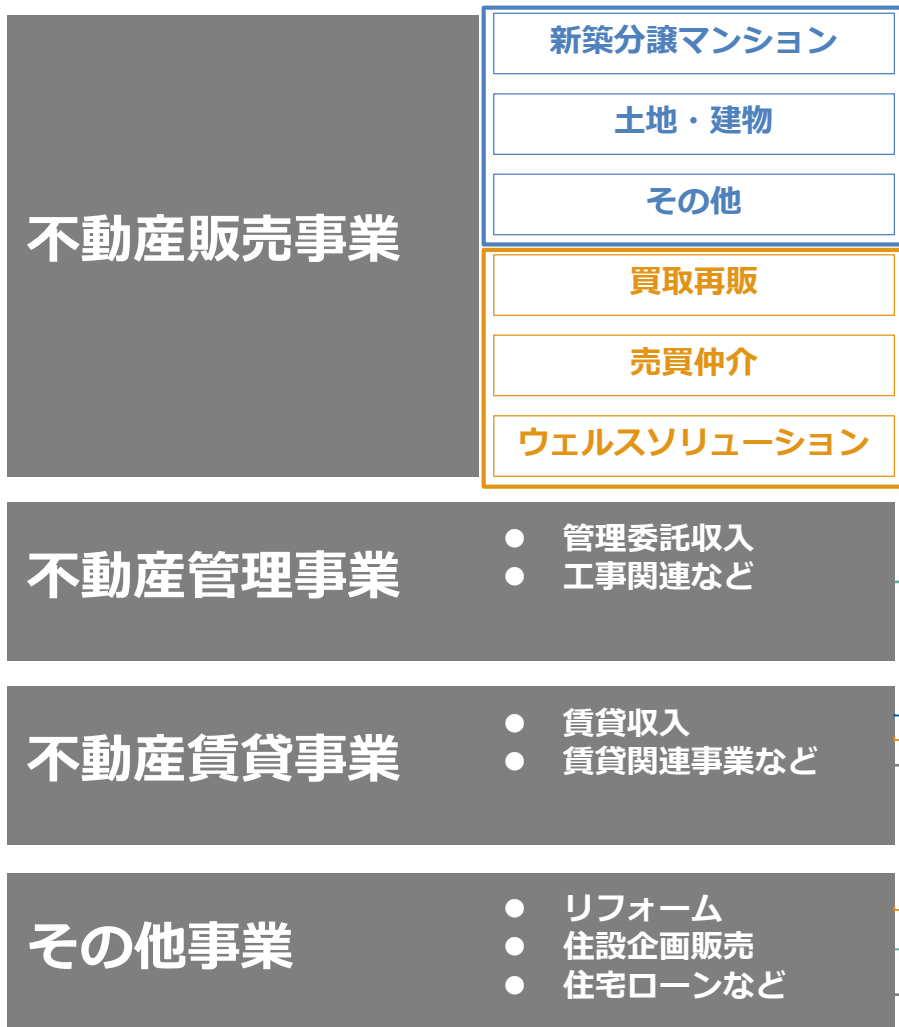 不動産販売事業
新築分譲マンション
土地・建物
その他
買取再販
売買仲介
ウェルスソリューション
不動産管理事業
● 管理委託収入
● 工事関連など
不動産賃貸事業
● 賃貸収入
● 賃貸関連事業など
その他事業
● リフォーム
● 住設企画販売
● 住宅ローンなど